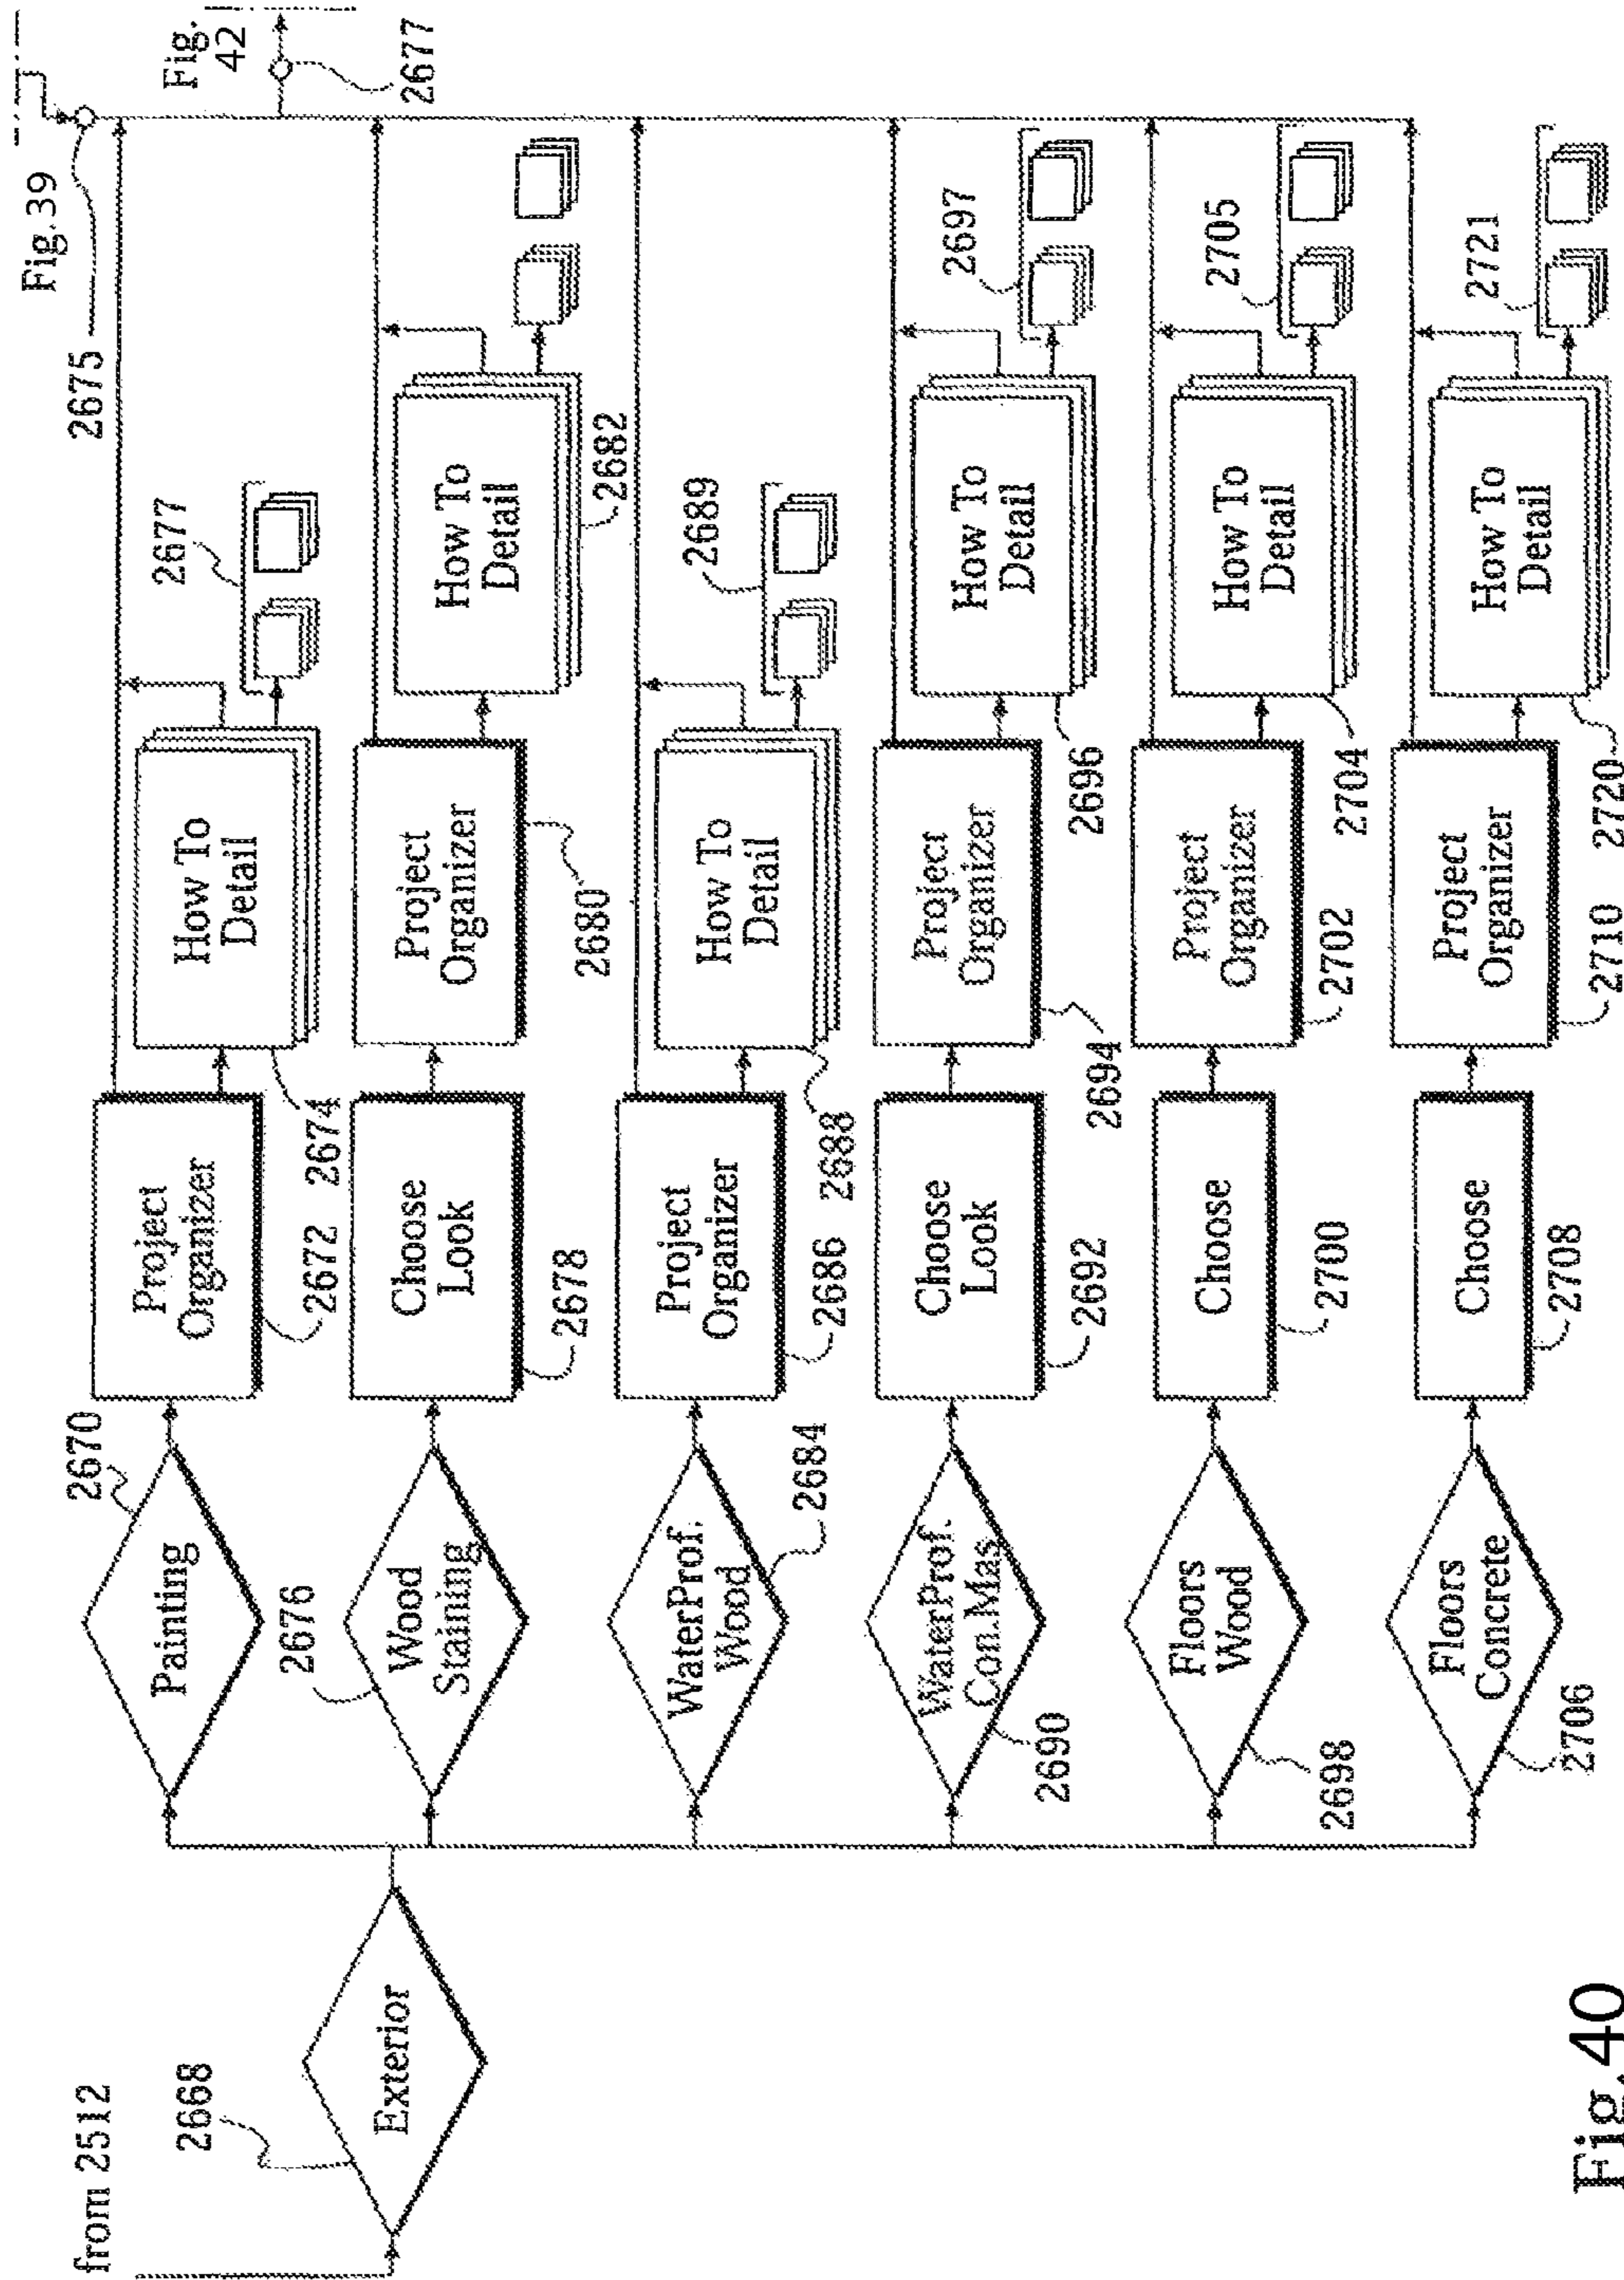 from 2512
2668
Exterior
Fig. 39
2675
Fig.
42
2677
2670
Painting
Project
Organizer
2672
How To
Detail
2674
2677
2676
Wood
Staining
Choose
Look
2678
Project
Organizer
2680
How To
Detail
2682
WaterProf.
Wood
2684
Project
Organizer
2686
How To
Detail
2688
2689
WaterProf.
Con.Mas.
2690
Choose
Look
2692
Project
Organizer
2694
How To
Detail
2696
2697
Floors
Wood
2698
Choose
2700
Project
Organizer
2702
How To
Detail
2704
2705
Floors
Concrete
2706
Choose
2708
Project
Organizer
2710
How To
Detail
2720
2721
Fig.40